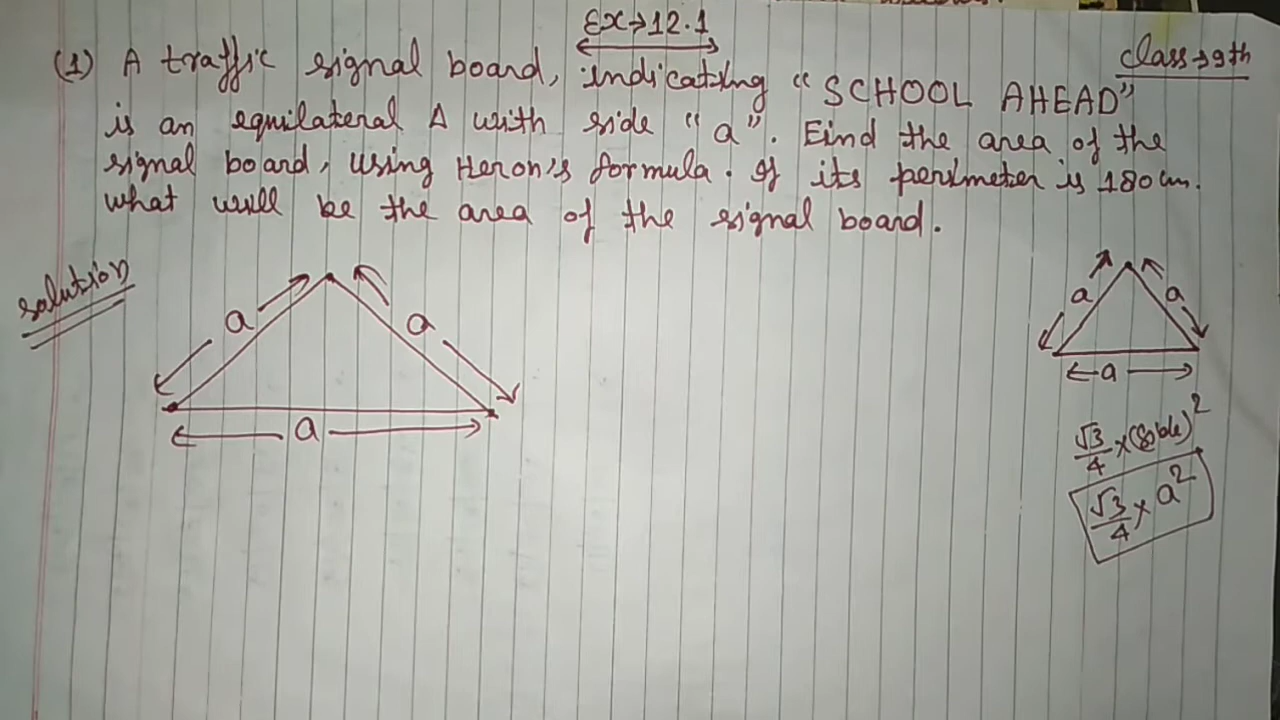 Ex→12.1
class→9th
(1) A traffic signal board, indicating “SCHOOL AHEAD”
is an equilateral Δ with side “a”. Find the area of the
signal board, using Heron's formula. If its perimeter is 180 cm.
what will be the area of the signal board.
solution
a
a
a
a
a
a
√3/4 × (Side)²
√3/4 × a²